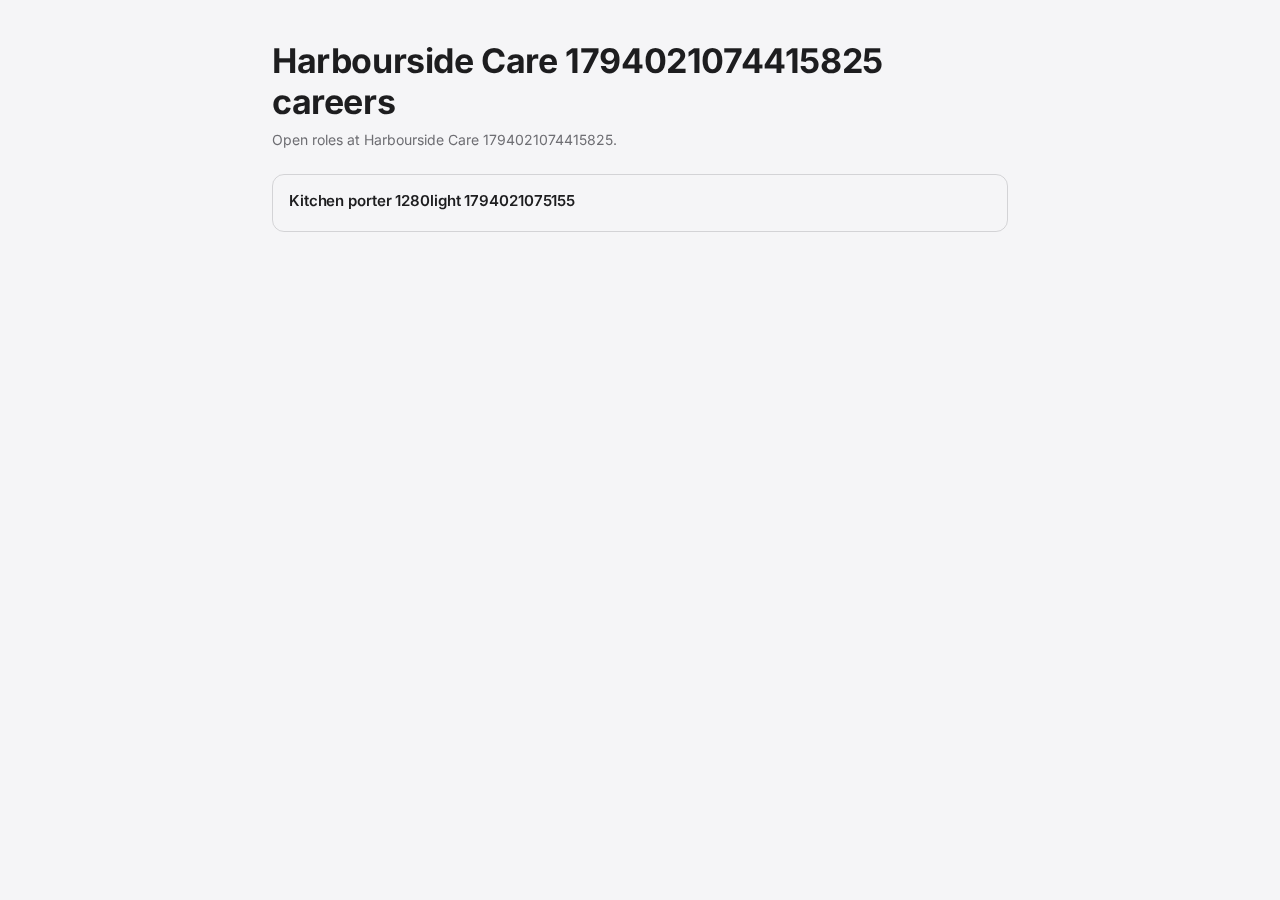 Harbourside Care 1794021074415825
careers
Open roles at Harbourside Care 1794021074415825.
Kitchen porter 1280light 1794021075155